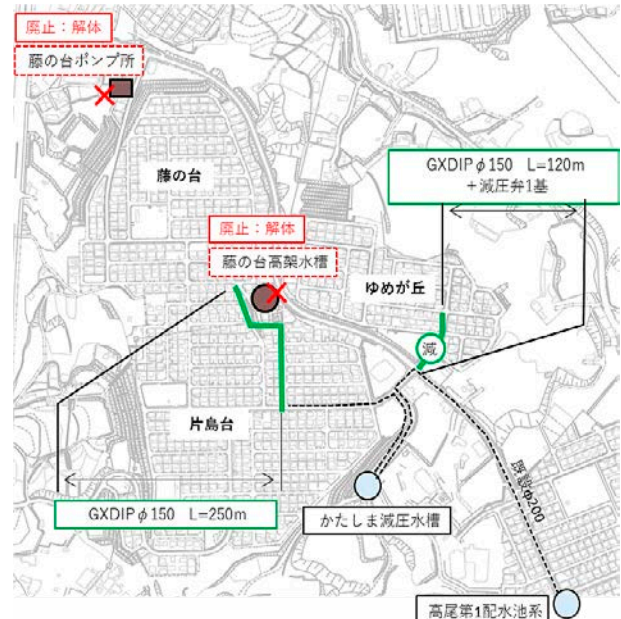 廃止：解体
藤の台ポンプ所
藤の台
GXDIPφ150 L=120m
＋減圧弁1基
廃止：解体
藤の台高架水槽
ゆめが丘
減
片島台
既設φ200
GXDIPφ150 L=250m
かたしま減圧水槽
高尾第1配水池系